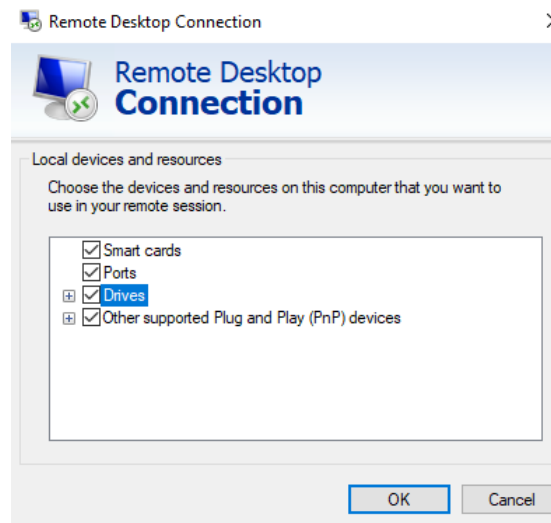 Remote Desktop Connection
Remote Desktop
Connection
Local devices and resources
Choose the devices and resources on this computer that you want to
use in your remote session.
Smart cards
Ports
Drives
Other supported Plug and Play (PnP) devices
OK Cancel